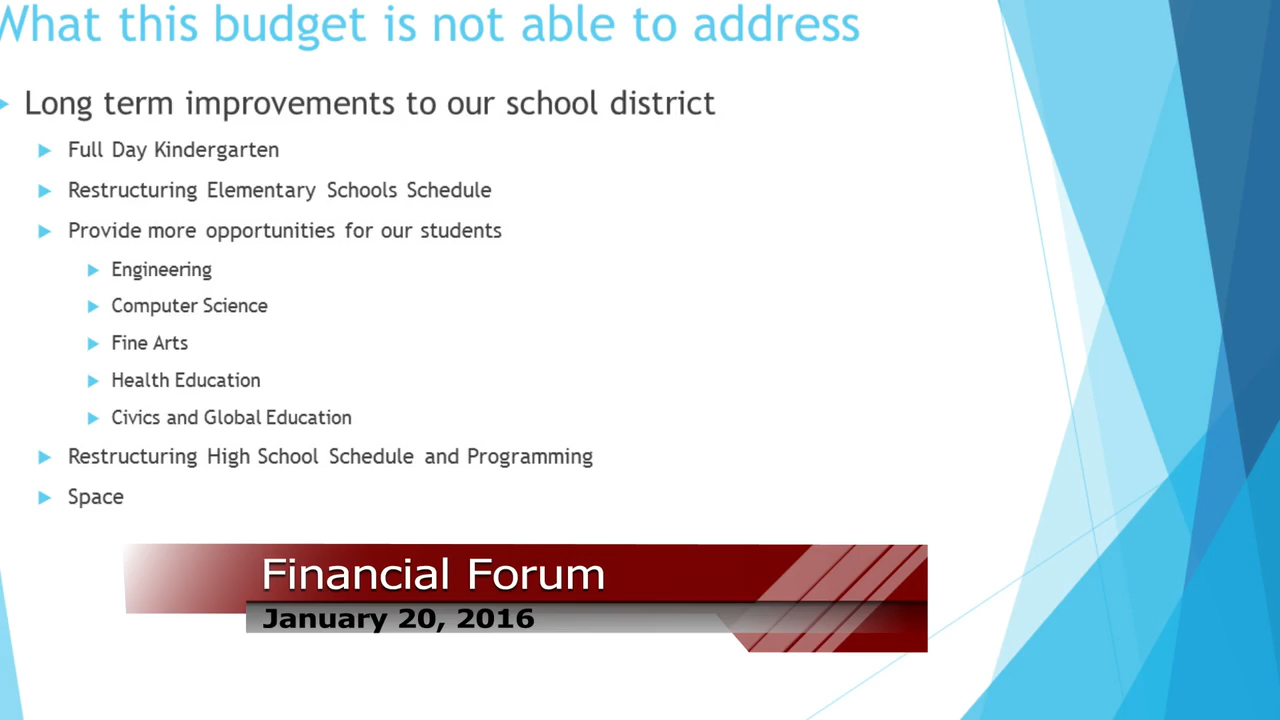 What this budget is not able to address
Long term improvements to our school district
Full Day Kindergarten
Restructuring Elementary Schools Schedule
Provide more opportunities for our students
Engineering
Computer Science
Fine Arts
Health Education
Civics and Global Education
Restructuring High School Schedule and Programming
Space
Financial Forum
January 20, 2016